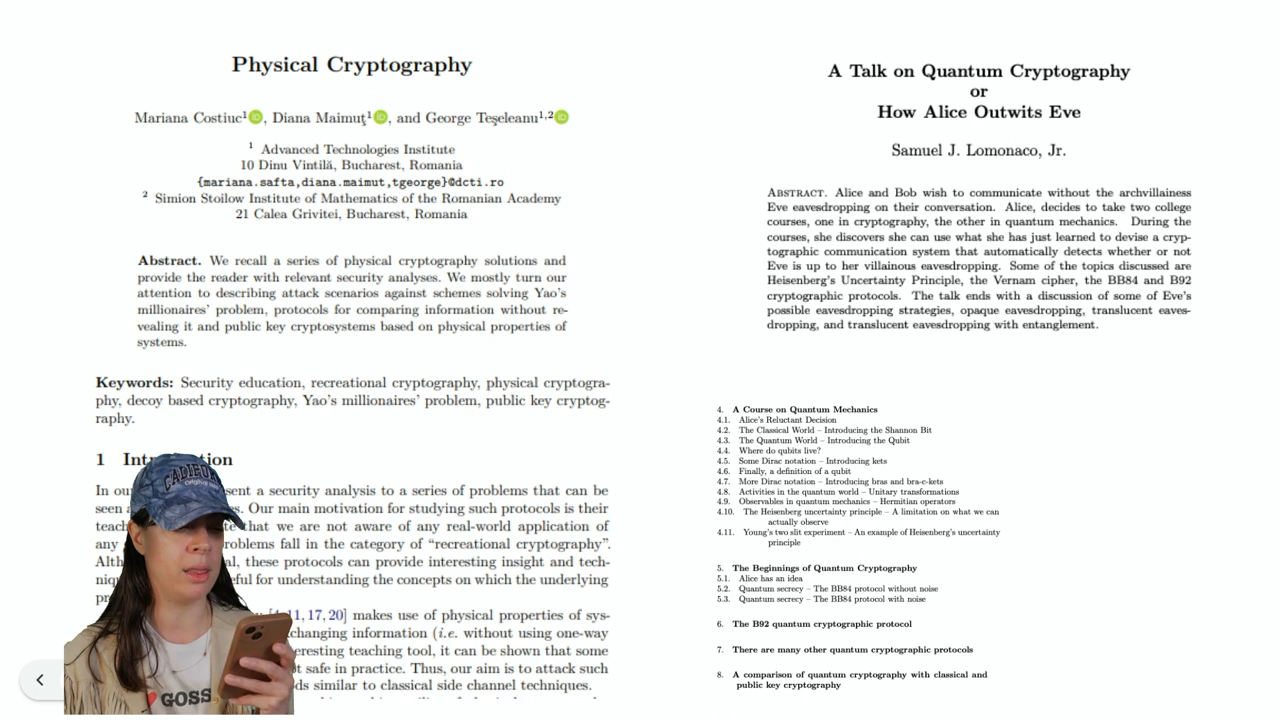 Physical Cryptography
Mariana Costiuc¹, Diana Maimuţ¹, and George Teşeleanu¹,²
¹ Advanced Technologies Institute
10 Dinu Vintilă, Bucharest, Romania
{mariana.safta,diana.maimut,tgeorge}@dcti.ro
² Simion Stoilow Institute of Mathematics of the Romanian Academy
21 Calea Grivitei, Bucharest, Romania
Abstract. We recall a series of physical cryptography solutions and
provide the reader with relevant security analyses. We mostly turn our
attention to describing attack scenarios against schemes solving Yao's
millionaires' problem, protocols for comparing information without re-
vealing it and public key cryptosystems based on physical properties of
systems.
Keywords: Security education, recreational cryptography, physical cryptogra-
phy, decoy based cryptography, Yao's millionaires' problem, public key cryptog-
raphy.
1 Int
In ou sent a security analysis to a series of problems that can be
seen s. Our main motivation for studying such protocols is their
teach te that we are not aware of any real-world application of
any roblems fall in the category of “recreational cryptography”.
Alth al, these protocols can provide interesting insight and tech-
niq eful for understanding the concepts on which the underlying
pr
11, 17, 20] makes use of physical properties of sys-
changing information (i.e. without using one-way
eresting teaching tool, it can be shown that some
t safe in practice. Thus, our aim is to attack such
ds similar to classical side channel techniques.
CALIFOR
GOSS
A Talk on Quantum Cryptography
or
How Alice Outwits Eve
Samuel J. Lomonaco, Jr.
Abstract. Alice and Bob wish to communicate without the archvillainess
Eve eavesdropping on their conversation. Alice, decides to take two college
courses, one in cryptography, the other in quantum mechanics. During the
courses, she discovers she can use what she has just learned to devise a cryp-
tographic communication system that automatically detects whether or not
Eve is up to her villainous eavesdropping. Some of the topics discussed are
Heisenberg's Uncertainty Principle, the Vernam cipher, the BB84 and B92
cryptographic protocols. The talk ends with a discussion of some of Eve's
possible eavesdropping strategies, opaque eavesdropping, translucent eaves-
dropping, and translucent eavesdropping with entanglement.
4. A Course on Quantum Mechanics
4.1. Alice's Reluctant Decision
4.2. The Classical World – Introducing the Shannon Bit
4.3. The Quantum World – Introducing the Qubit
4.4. Where do qubits live?
4.5. Some Dirac notation – Introducing kets
4.6. Finally, a definition of a qubit
4.7. More Dirac notation – Introducing bras and bra-c-kets
4.8. Activities in the quantum world – Unitary transformations
4.9. Observables in quantum mechanics – Hermitian operators
4.10. The Heisenberg uncertainty principle – A limitation on what we can
actually observe
4.11. Young's two slit experiment – An example of Heisenberg's uncertainty
principle
5. The Beginnings of Quantum Cryptography
5.1. Alice has an idea
5.2. Quantum secrecy – The BB84 protocol without noise
5.3. Quantum secrecy – The BB84 protocol with noise
6. The B92 quantum cryptographic protocol
7. There are many other quantum cryptographic protocols
8. A comparison of quantum cryptography with classical and
public key cryptography